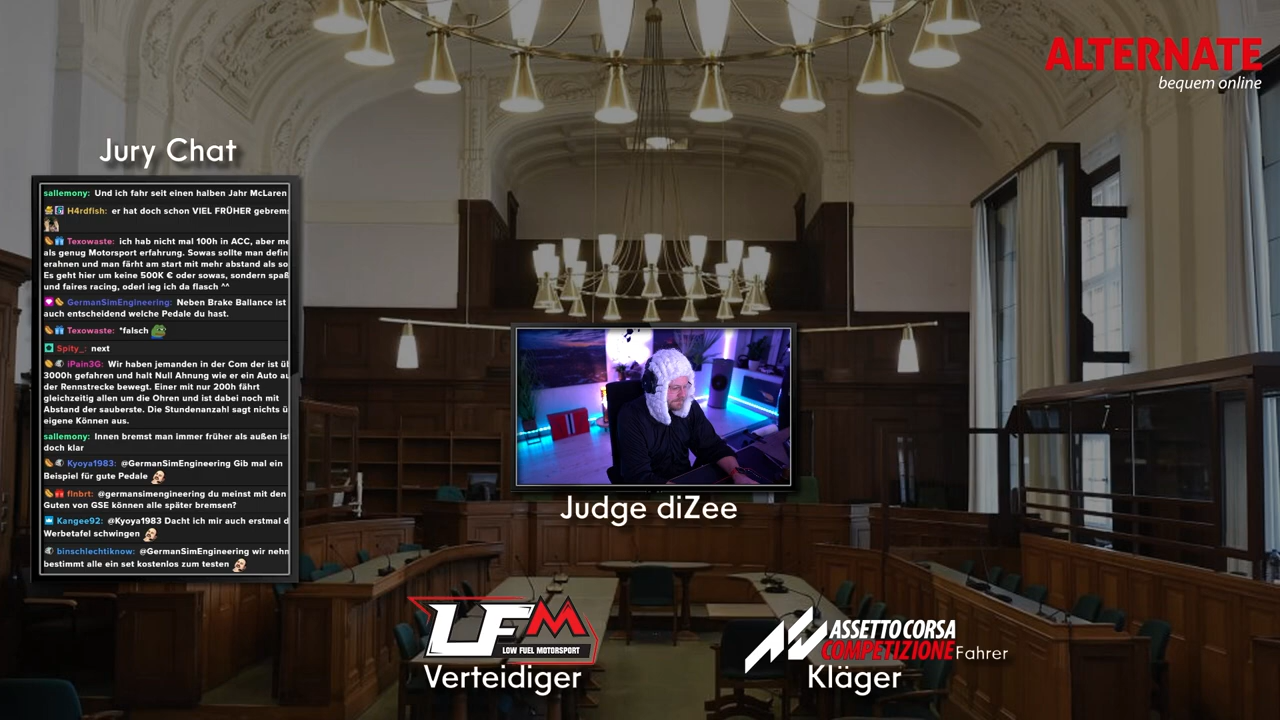 ALTERNATE
bequem online
Jury Chat
sallemony: Und ich fahr seit einen halben Jahr McLaren
H4rdfish: er hat doch schon VIEL FRÜHER gebrems
Texowaste: ich hab nicht mal 100h in ACC, aber me
als genug Motorsport erfahrung. Sowas sollte man defin
erahnen und man färht am start mit mehr abstand als so
Es geht hier um keine 500K € oder sowas, sondern spaß
und faires racing, oderl ieg ich da flasch ^^
GermanSimEngineering: Neben Brake Ballance ist
auch entscheidend welche Pedale du hast.
Texowaste: *falsch
Spity_: next
iPain3G: Wir haben jemanden in der Com der ist üb
3000h gefahren und halt Null Ahnung wie er ein Auto au
der Rennstrecke bewegt. Einer mit nur 200h fährt
gleichzeitig allen um die Ohren und ist dabei noch mit
Abstand der sauberste. Die Stundenanzahl sagt nichts ü
eigene Können aus.
sallemony: Innen bremst man immer früher als außen ist
doch klar
Kyoya1983: @GermanSimEngineering Gib mal ein
Beispiel für gute Pedale
flnbrt: @germansimengineering du meinst mit den
Guten von GSE können alle später bremsen?
Kangee92: @Kyoya1983 Dacht ich mir auch erstmal d
Werbetafel schwingen
binschlechtiknow: @GermanSimEngineering wir nehm
bestimmt alle ein set kostenlos zum testen
Judge diZee
LFM
LOW FUEL MOTORSPORT
Verteidiger
ASSETTO CORSA
COMPETIZIONE Fahrer
Kläger